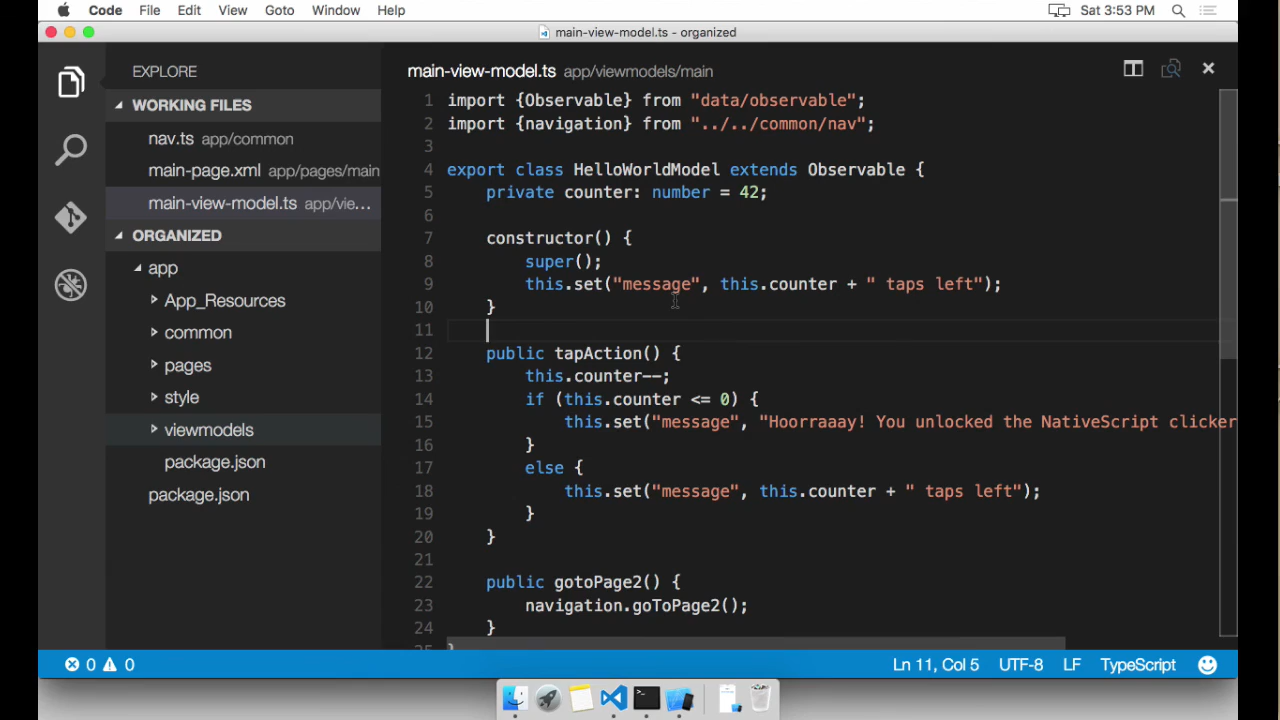 Code File Edit View Goto Window Help Sat 3:53 PM
main-view-model.ts - organized
EXPLORE
WORKING FILES
nav.ts app/common
main-page.xml app/pages/main
main-view-model.ts app/vie...
ORGANIZED
app
App_Resources
common
pages
style
viewmodels
package.json
package.json
main-view-model.ts app/viewmodels/main
1 import {Observable} from "data/observable";
2 import {navigation} from "../../common/nav";
3
4 export class HelloWorldModel extends Observable {
5 private counter: number = 42;
6
7 constructor() {
8 super();
9 this.set("message", this.counter + " taps left");
10 }
11
12 public tapAction() {
13 this.counter--;
14 if (this.counter <= 0) {
15 this.set("message", "Hoorraaay! You unlocked the NativeScript clicker
16 }
17 else {
18 this.set("message", this.counter + " taps left");
19 }
20 }
21
22 public gotoPage2() {
23 navigation.goToPage2();
24 }
25 }
0 0 Ln 11, Col 5 UTF-8 LF TypeScript